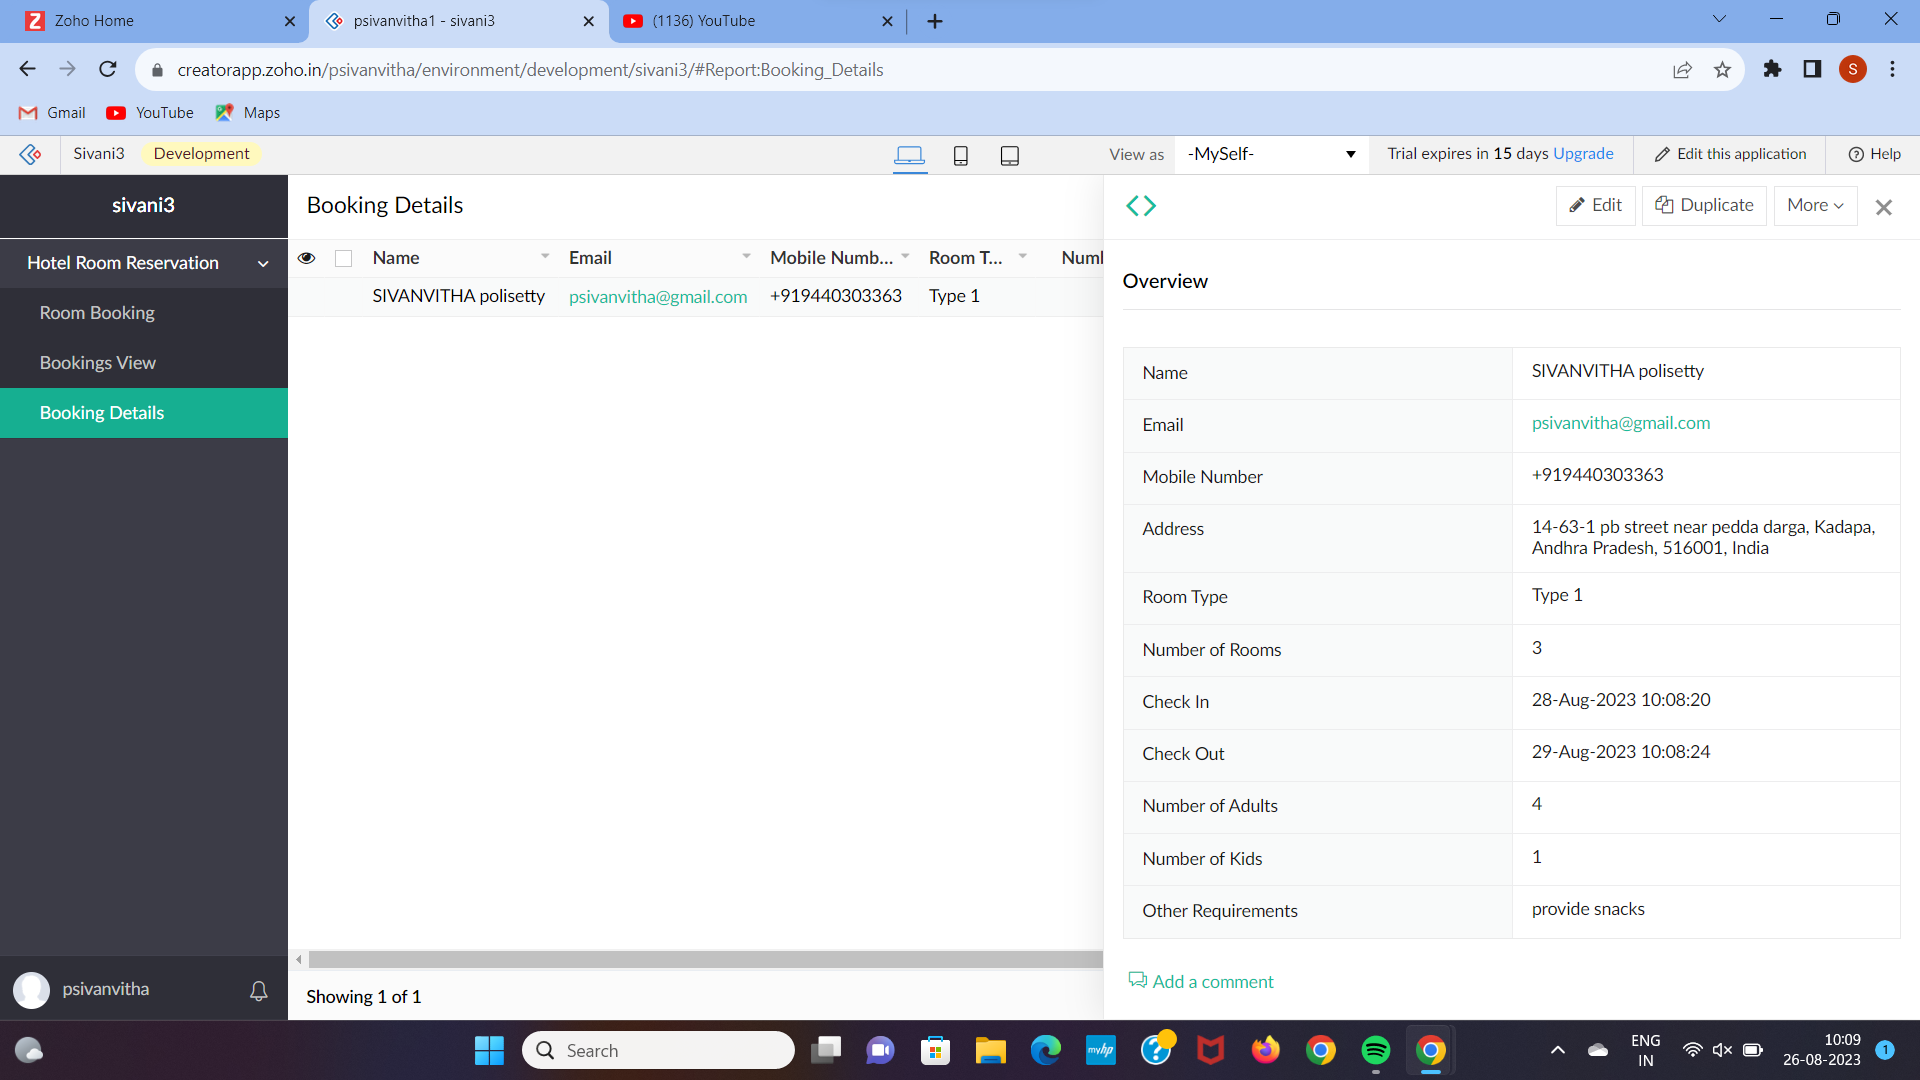 Zoho Home
psivanvitha1 - sivani3
(1136) YouTube
creatorapp.zoho.in/psivanvitha/environment/development/sivani3/#Report:Booking_Details
S
Gmail
YouTube
Maps
Sivani3
Development
View as
-MySelf-
Trial expires in 15 days Upgrade
Edit this application
Help
sivani3
Hotel Room Reservation
Room Booking
Bookings View
Booking Details
psivanvitha
Booking Details
Name Email Mobile Numb... Room T... Numb
SIVANVITHA polisetty psivanvitha@gmail.com +919440303363 Type 1
Showing 1 of 1
Edit
Duplicate
More
Overview
Name SIVANVITHA polisetty
Email psivanvitha@gmail.com
Mobile Number +919440303363
Address 14-63-1 pb street near pedda darga, Kadapa,
Andhra Pradesh, 516001, India
Room Type Type 1
Number of Rooms 3
Check In 28-Aug-2023 10:08:20
Check Out 29-Aug-2023 10:08:24
Number of Adults 4
Number of Kids 1
Other Requirements provide snacks
Add a comment
Search
myhp
ENG
IN
10:09
26-08-2023
1